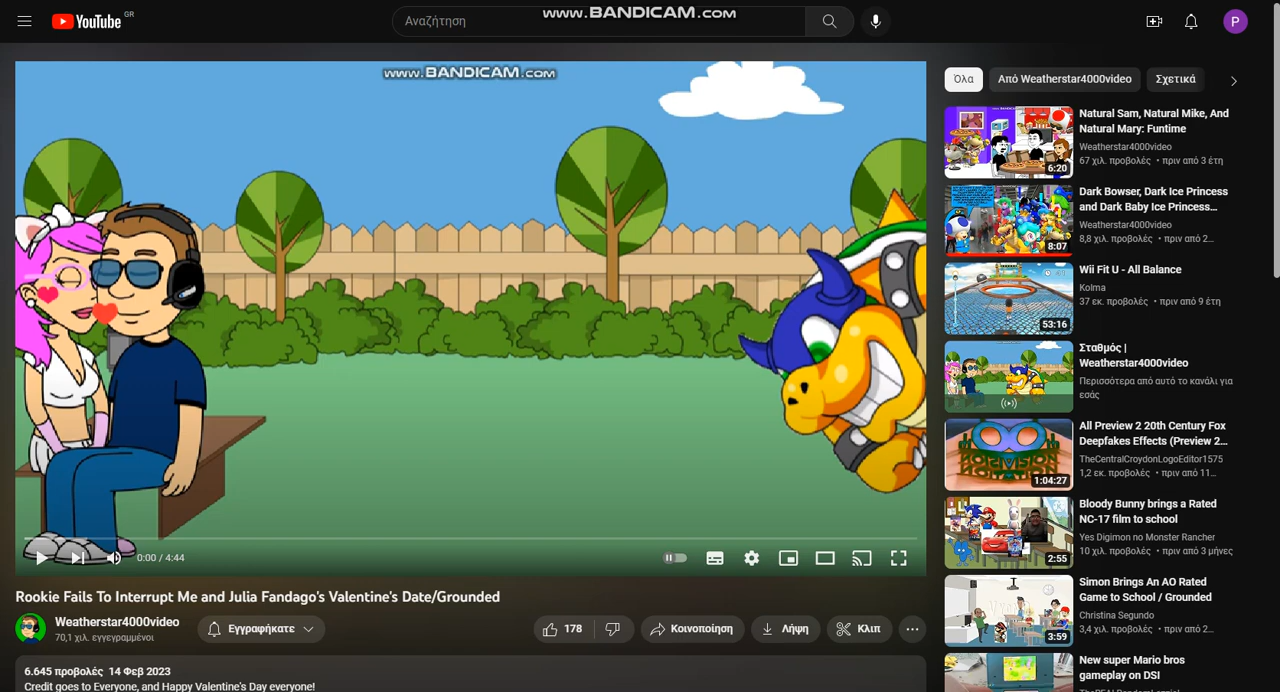 YouTube GR
Αναζήτηση
www.BANDICAM.com
P
www.BANDICAM.com
0:00 / 4:44
Rookie Fails To Interrupt Me and Julia Fandago's Valentine's Date/Grounded
Weatherstar4000video
70,1 χιλ. εγγεγραμμένοι
Εγγραφήκατε
178
Κοινοποίηση
Λήψη
Κλιπ
6.645 προβολές 14 Φεβ 2023
Credit goes to Everyone, and Happy Valentine's Day everyone!
Όλα
Από Weatherstar4000video
Σχετικά
6:20
Natural Sam, Natural Mike, And
Natural Mary: Funtime
Weatherstar4000video
67 χιλ. προβολές • πριν από 3 έτη
8:07
Dark Bowser, Dark Ice Princess
and Dark Baby Ice Princess...
Weatherstar4000video
8,8 χιλ. προβολές • πριν από 2...
53:16
Wii Fit U - All Balance
Kolma
37 εκ. προβολές • πριν από 9 έτη
Σταθμός |
Weatherstar4000video
Περισσότερα από αυτό το κανάλι για
εσάς
1:04:27
All Preview 2 20th Century Fox
Deepfakes Effects (Preview 2...
TheCentralCroydonLogoEditor1575
1,2 εκ. προβολές • πριν από 11...
2:55
Bloody Bunny brings a Rated
NC-17 film to school
Yes Digimon no Monster Rancher
10 χιλ. προβολές • πριν από 3 μήνες
3:59
Simon Brings An AO Rated
Game to School / Grounded
Christina Segundo
3,4 χιλ. προβολές • πριν από 2...
New super Mario bros
gameplay on DSI